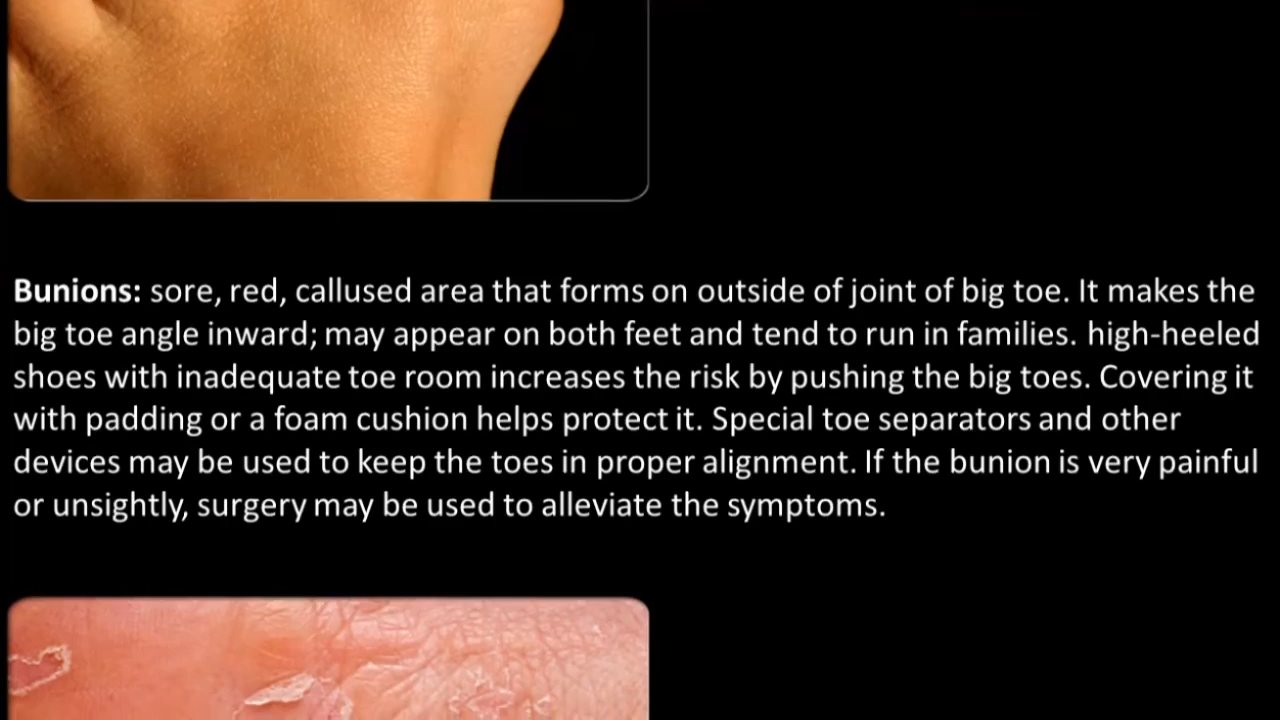 Bunions: sore, red, callused area that forms on outside of joint of big toe. It makes the
big toe angle inward; may appear on both feet and tend to run in families. high-heeled
shoes with inadequate toe room increases the risk by pushing the big toes. Covering it
with padding or a foam cushion helps protect it. Special toe separators and other
devices may be used to keep the toes in proper alignment. If the bunion is very painful
or unsightly, surgery may be used to alleviate the symptoms.